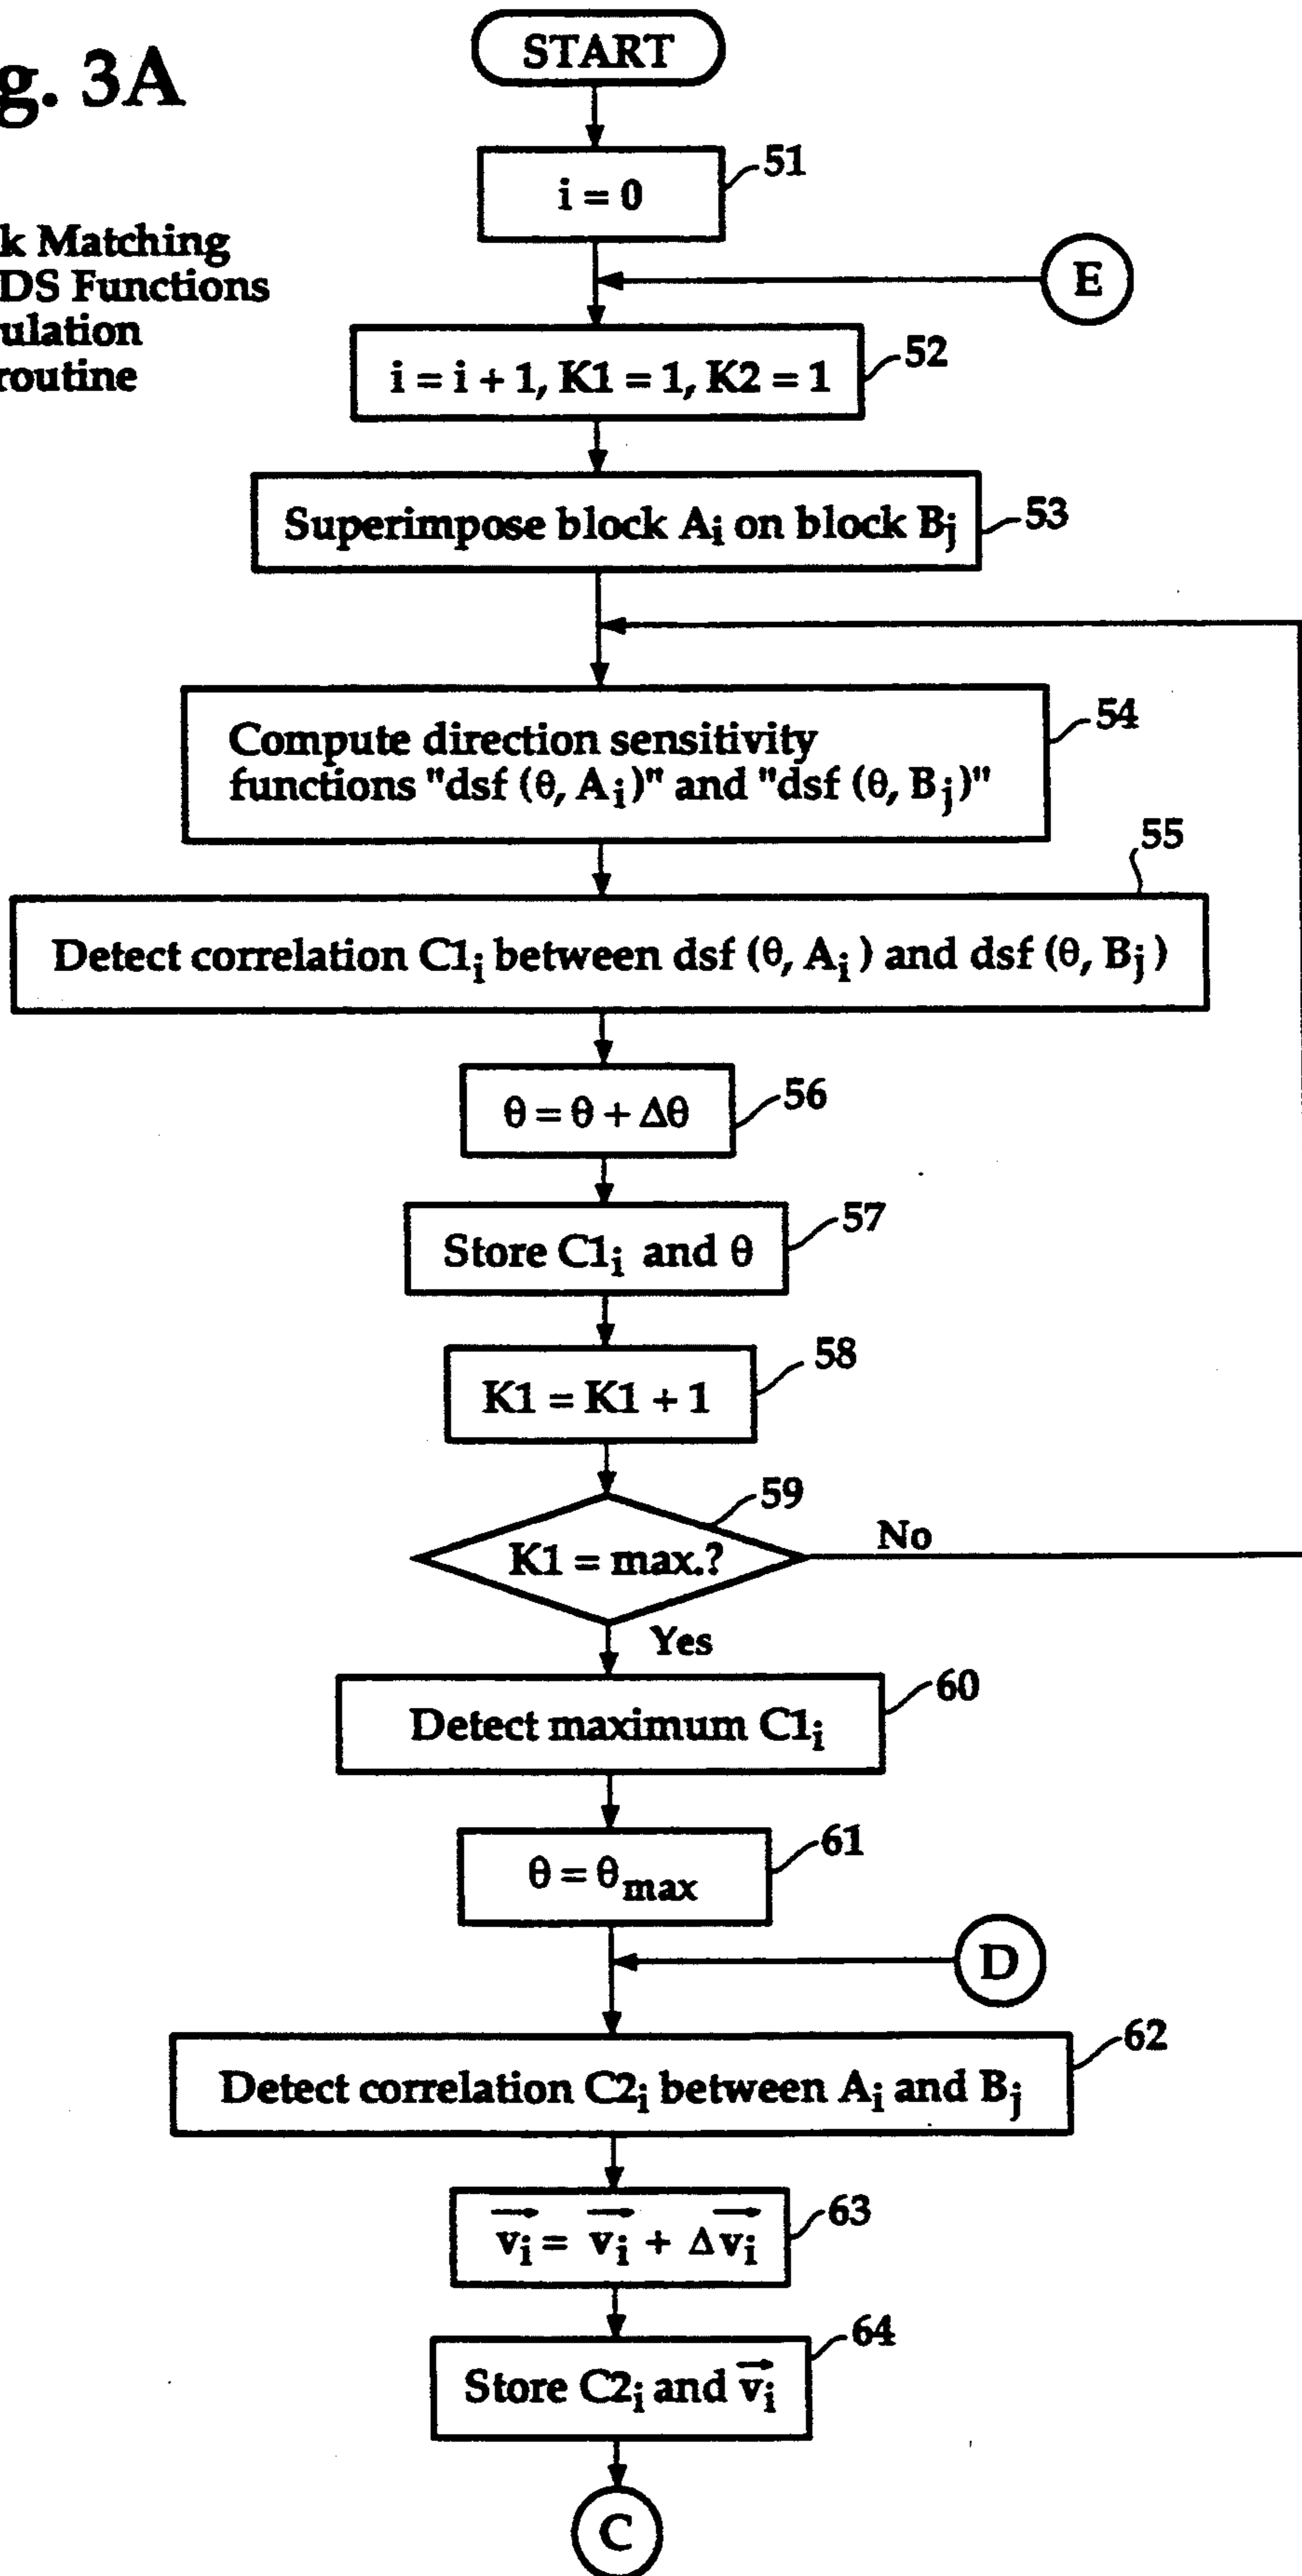 g. 3A
START
i = 0
51
E
k Matching
DS Functions
ulation
routine
i = i + 1, K1 = 1, K2 = 1
52
Superimpose block Aᵢ on block Bⱼ
53
Compute direction sensitivity
functions "dsf (θ, Aᵢ)" and "dsf (θ, Bⱼ)"
54
55
Detect correlation C1ᵢ between dsf (θ, Aᵢ) and dsf (θ, Bⱼ)
θ = θ + Δθ
56
Store C1ᵢ and θ
57
K1 = K1 + 1
58
59
K1 = max.?
No
Yes
Detect maximum C1ᵢ
60
θ = θmax
61
D
Detect correlation C2ᵢ between Aᵢ and Bⱼ
62
v⃗ᵢ = v⃗ᵢ + Δv⃗ᵢ
63
Store C2ᵢ and v⃗ᵢ
64
C